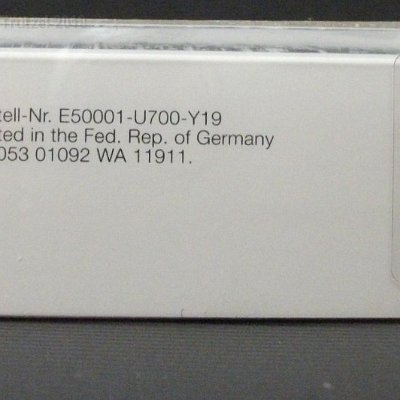 tell-Nr. E50001-U700-Y19
ted in the Fed. Rep. of Germany
053 01092 WA 11911.